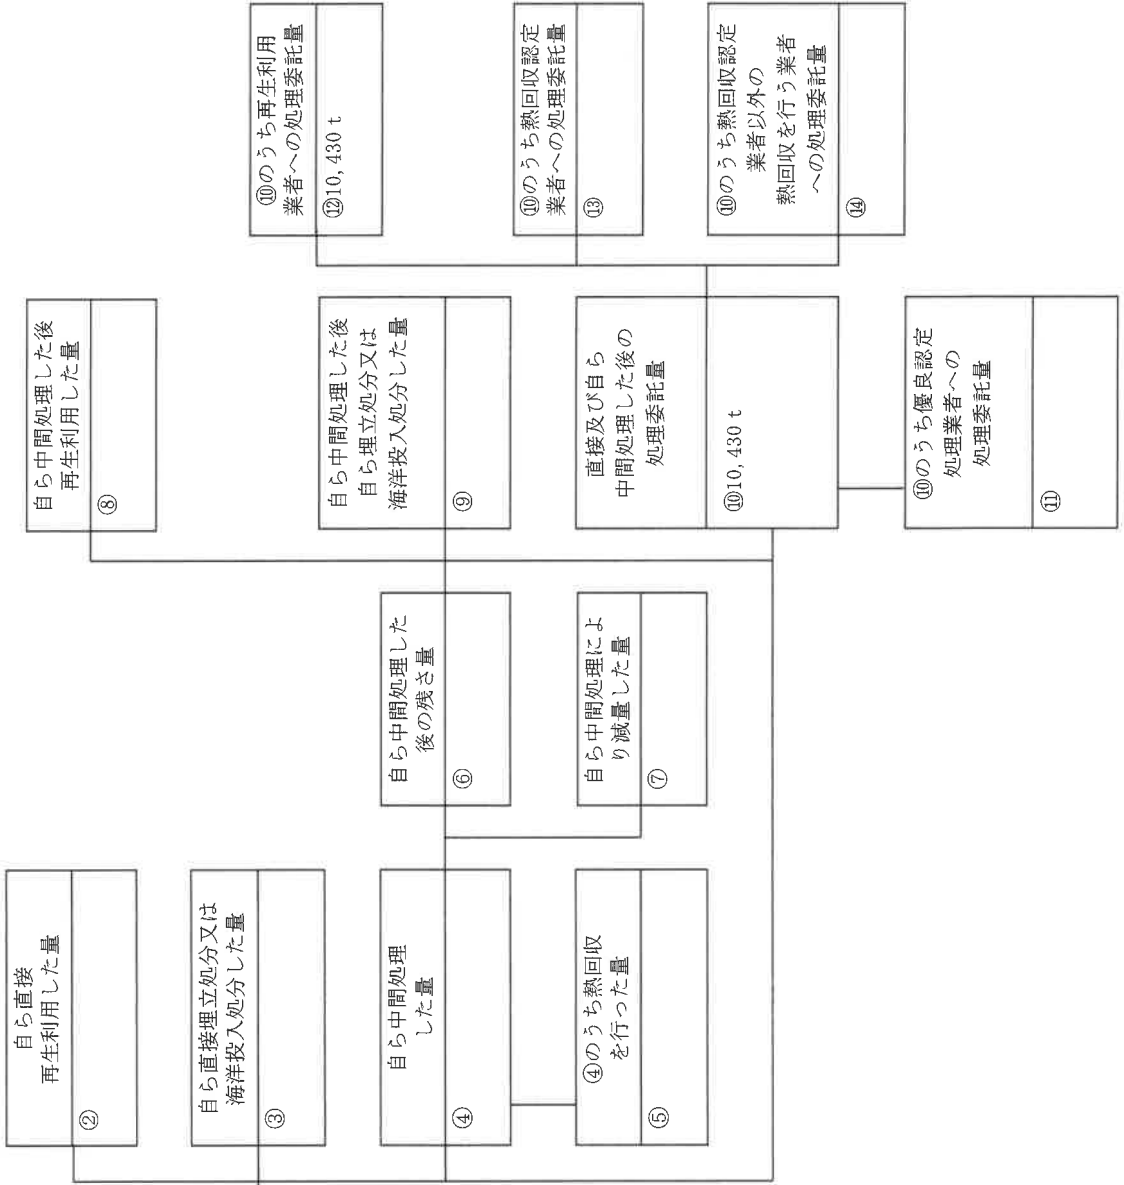 自ら直接
再生利用した量
②
自ら直接埋立処分又は
海洋投入処分した量
③
自ら中間処理
した量
④
④のうち熱回収
を行った量
⑤
自ら中間処理した
後の残さ量
⑥
自ら中間処理によ
り減量した量
⑦
自ら中間処理した後
再生利用した量
⑧
自ら中間処理した後
自ら埋立処分又は
海洋投入処分した量
⑨
直接及び自ら
中間処理した後の
処理委託量
⑩10,430 t
⑩のうち優良認定
処理業者への
処理委託量
⑪
⑩のうち再生利用
業者への処理委託量
⑫10,430 t
⑩のうち熱回収認定
業者への処理委託量
⑬
⑩のうち熱回収認定
業者以外の
熱回収を行う業者
への処理委託量
⑭